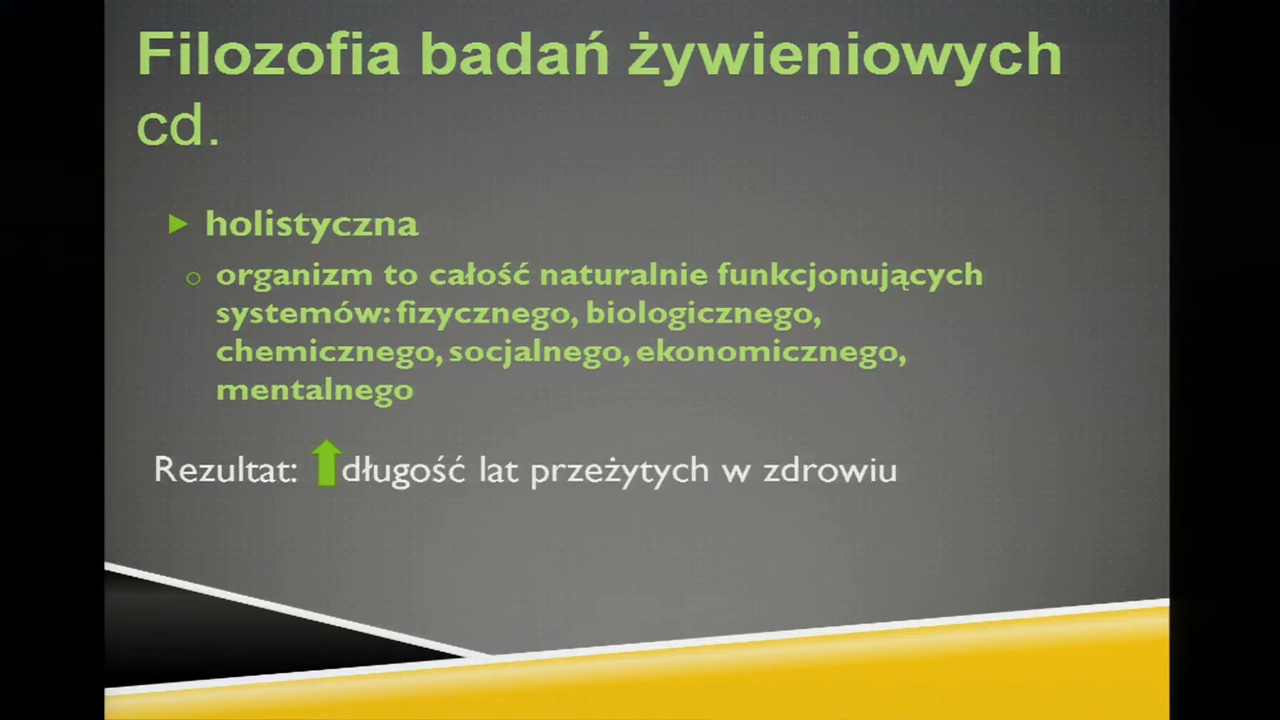 Filozofia badań żywieniowych
cd.
holistyczna
organizm to całość naturalnie funkcjonujących
systemów: fizycznego, biologicznego,
chemicznego, socjalnego, ekonomicznego,
mentalnego
Rezultat: długość lat przeżytych w zdrowiu